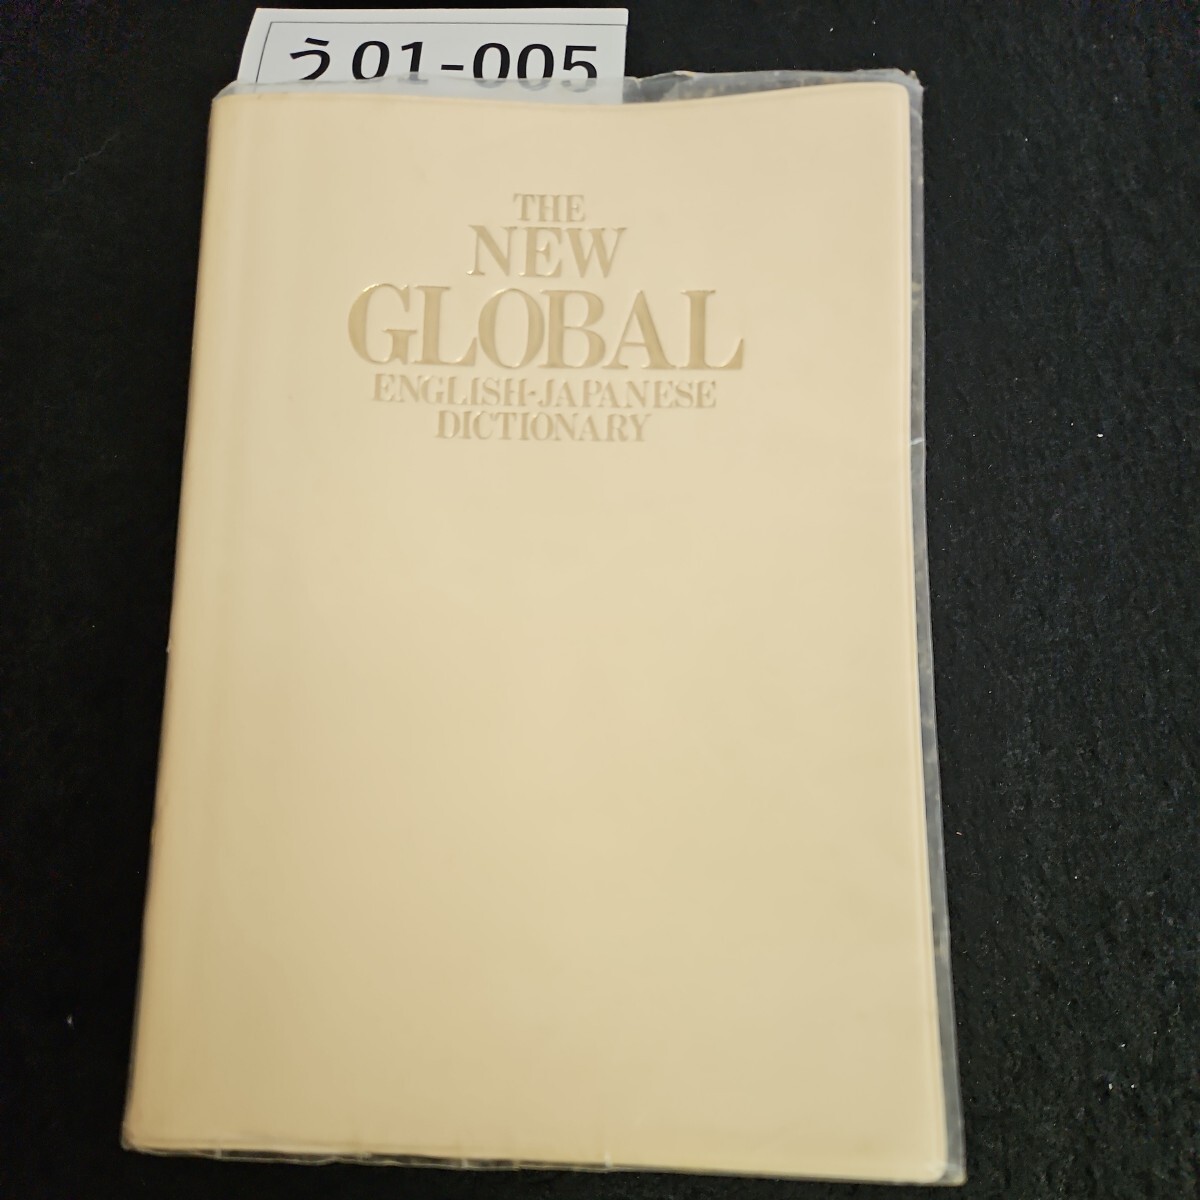 う01-005
THE
NEW
GLOBAL
ENGLISH-JAPANESE
DICTIONARY